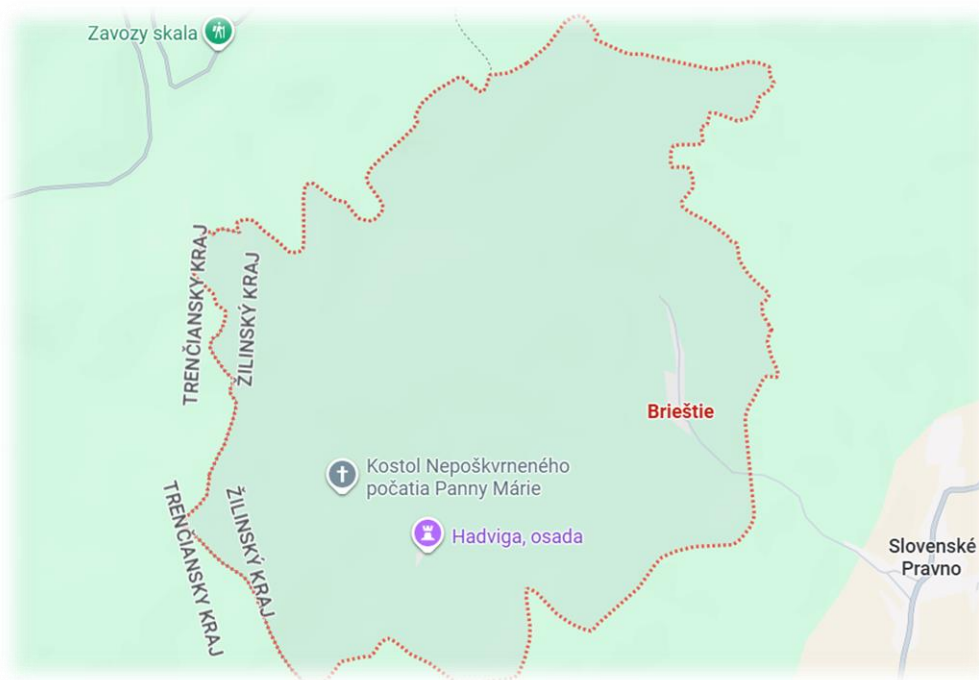 Zavozy skala
TRENČIANSKY KRAJ
ŽILINSKÝ KRAJ
Brieštie
Kostol Nepoškvrneného
počatia Panny Márie
TRENČIANSKY KRAJ
ŽILINSKÝ KRAJ
Hadviga, osada
Slovenské
Pravno